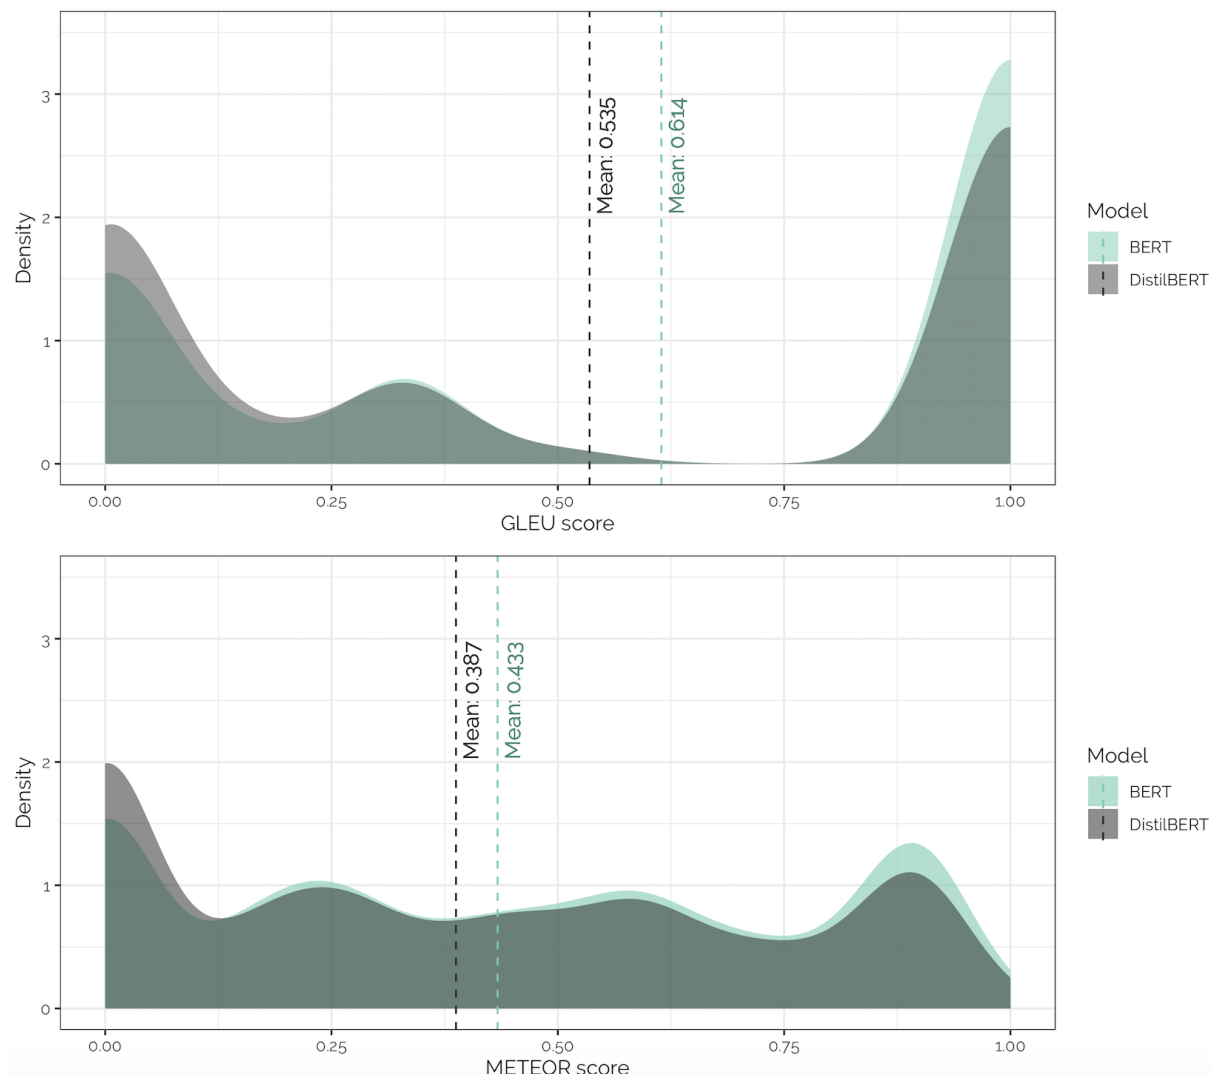 3
2
1
0
Density
Mean: 0.535
Mean: 0.614
0.00 0.25 0.50 0.75 1.00
GLEU score
Model
BERT
DistilBERT
3
2
1
0
Density
Mean: 0.387
Mean: 0.433
0.00 0.25 0.50 0.75 1.00
METEOR score
Model
BERT
DistilBERT